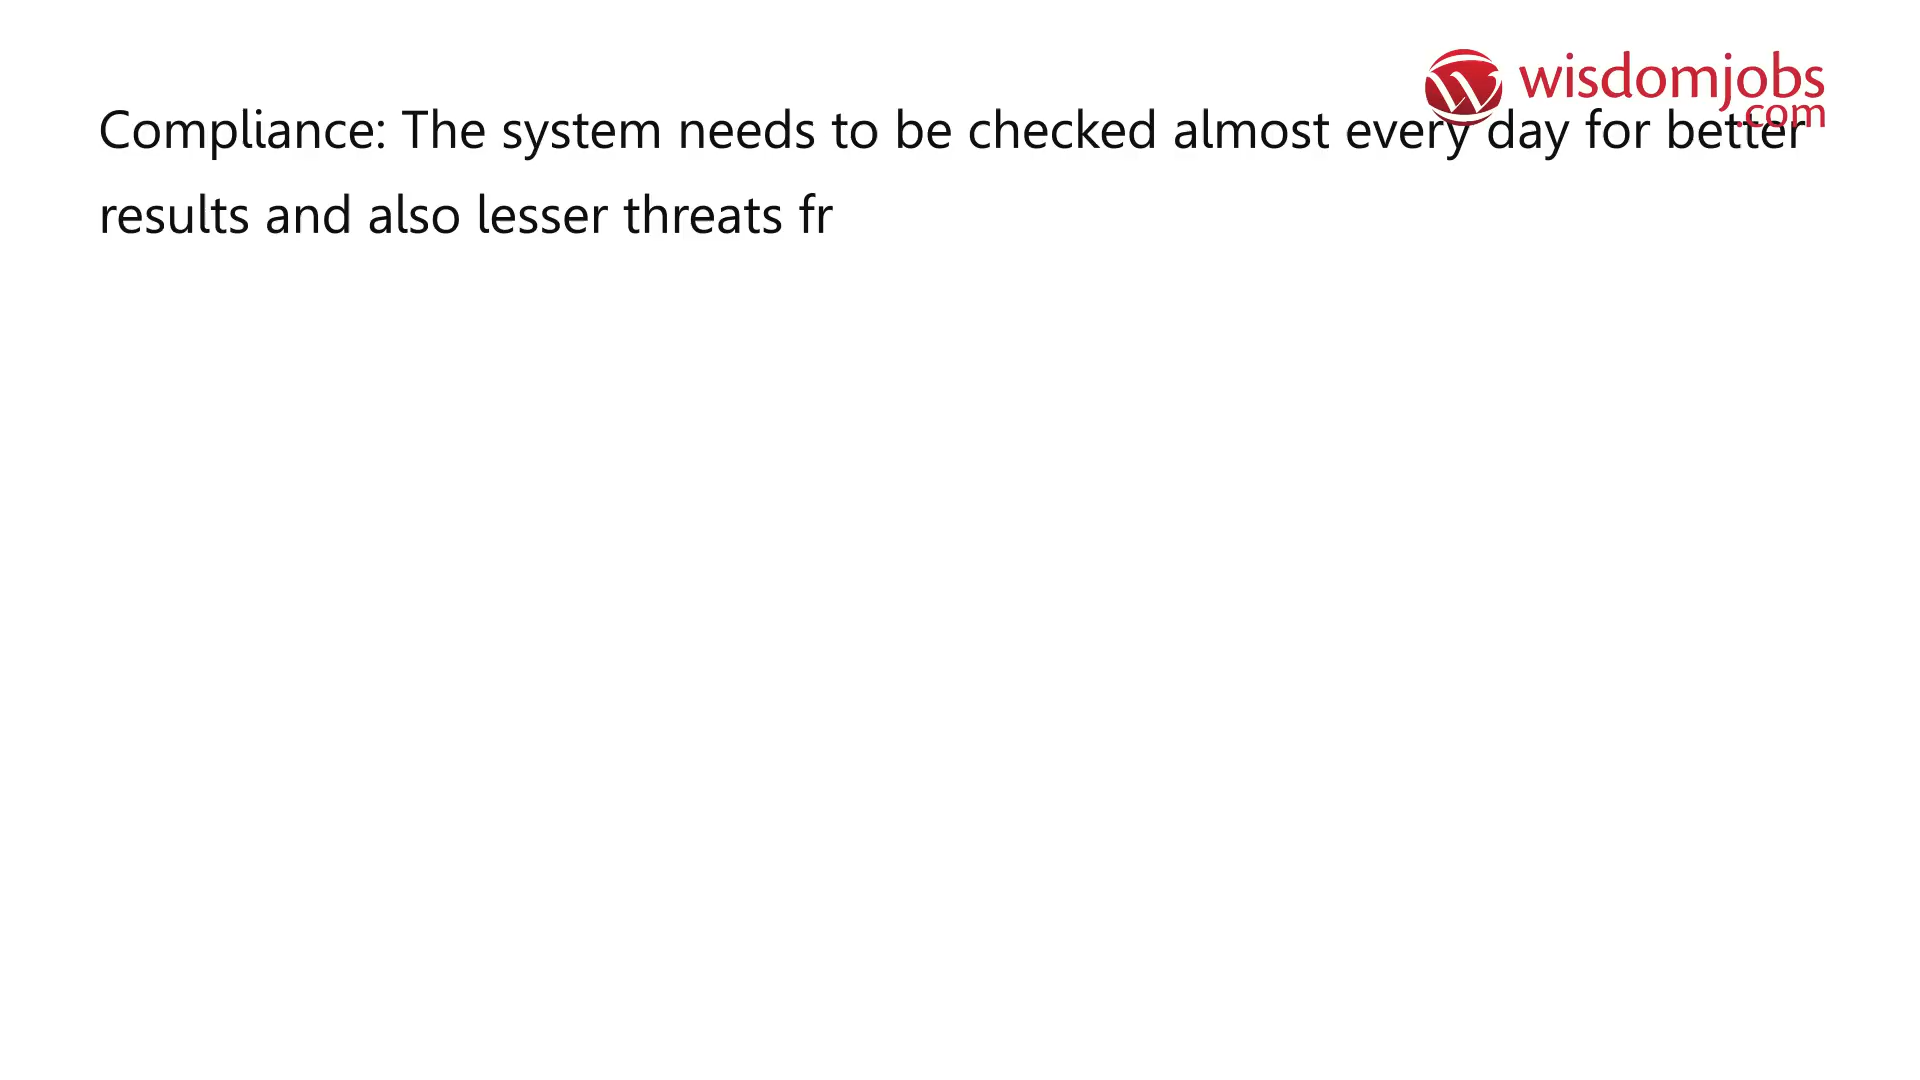 wisdomjobs
.com
Compliance: The system needs to be checked almost every day for better
results and also lesser threats fr